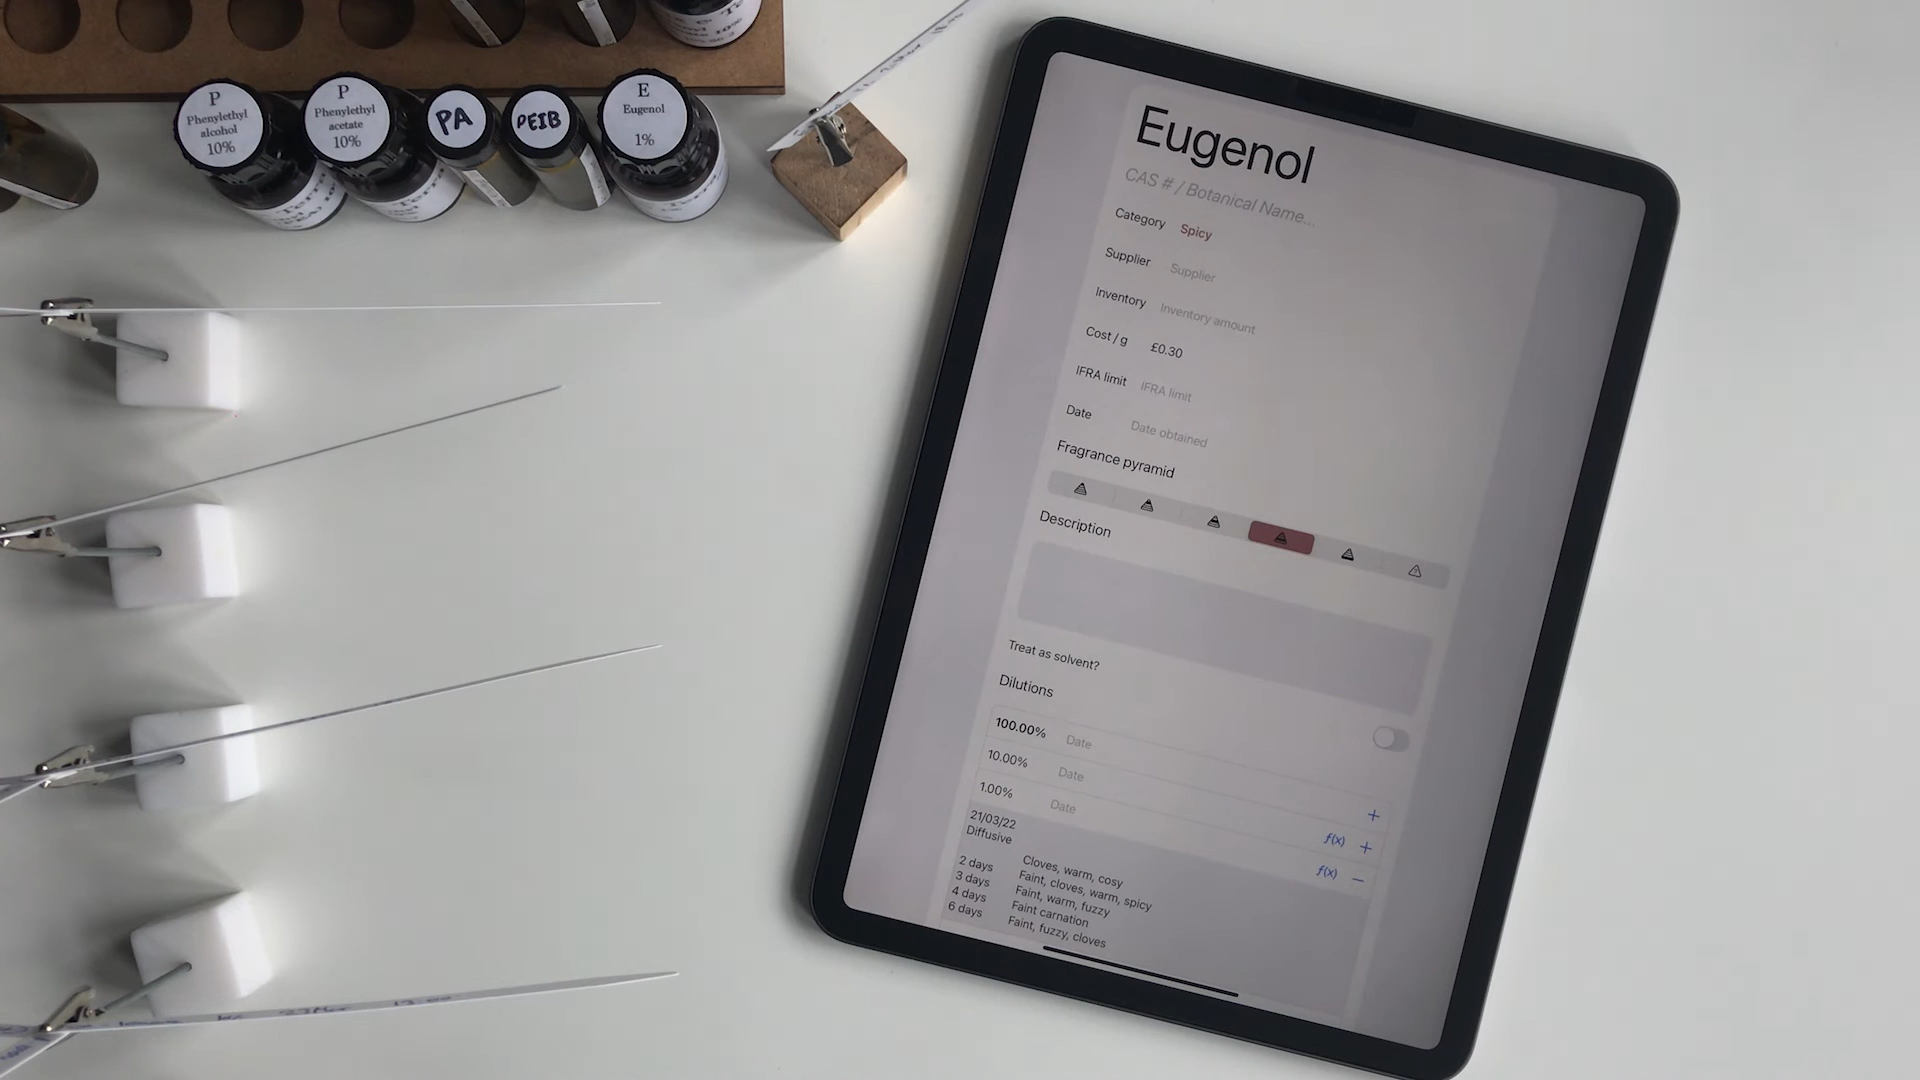 P
Phenylethyl
alcohol
10%
P
Phenylethyl
acetate
10%
PA
PEIB
E
Eugenol
1%
Eugenol
CAS # / Botanical Name...
Category Spicy
Supplier Supplier
Inventory Inventory amount
Cost / g £0.30
IFRA limit IFRA limit
Date Date obtained
Fragrance pyramid
Description
Treat as solvent?
Dilutions
100.00% Date +
10.00% Date f(x) +
1.00% Date f(x) −
21/03/22
Diffusive Cloves, warm, cosy
2 days Faint, cloves, warm, spicy
3 days Faint, warm, fuzzy
4 days Faint carnation
6 days Faint, fuzzy, cloves